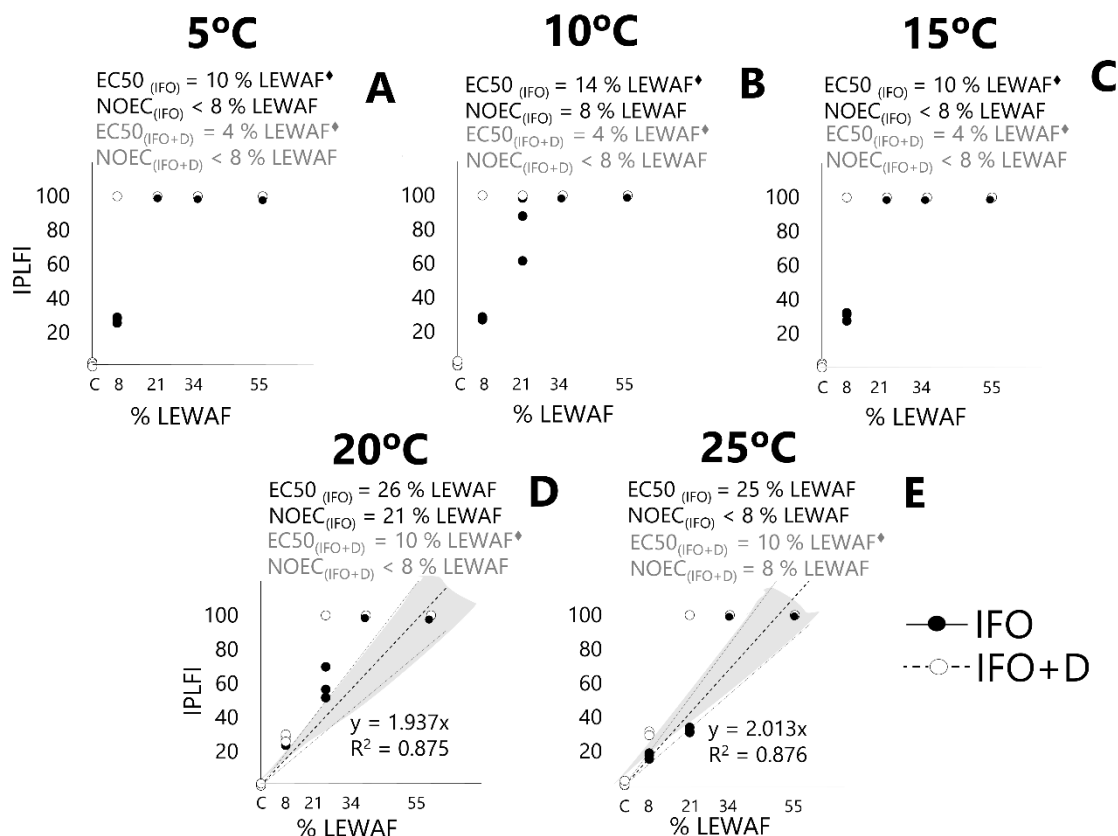 5ºC
EC50 (IFO) = 10 % LEWAF♦
NOEC(IFO) < 8 % LEWAF
EC50(IFO+D) = 4 % LEWAF♦
NOEC(IFO+D) < 8 % LEWAF
A
100
80
60
40
20
IPLFI
C 8 21 34 55
% LEWAF
10ºC
EC50 (IFO) = 14 % LEWAF♦
NOEC(IFO) = 8 % LEWAF
EC50(IFO+D) = 4 % LEWAF♦
NOEC(IFO+D) < 8 % LEWAF
B
100
80
60
40
20
C 8 21 34 55
% LEWAF
15ºC
EC50 (IFO) = 10 % LEWAF♦
NOEC(IFO) < 8 % LEWAF
EC50(IFO+D) = 4 % LEWAF♦
NOEC(IFO+D) < 8 % LEWAF
C
100
80
60
40
20
C 8 21 34 55
% LEWAF
20ºC
EC50 (IFO) = 26 % LEWAF
NOEC(IFO) = 21 % LEWAF
EC50(IFO+D) = 10 % LEWAF♦
NOEC(IFO+D) < 8 % LEWAF
D
100
80
60
40
20
IPLFI
y = 1.937x
R² = 0.875
C 8 21 34 55
% LEWAF
25ºC
EC50 (IFO) = 25 % LEWAF
NOEC(IFO) < 8 % LEWAF
EC50(IFO+D) = 10 % LEWAF♦
NOEC(IFO+D) = 8 % LEWAF
E
100
80
60
40
20
y = 2.013x
R² = 0.876
C 8 21 34 55
% LEWAF
IFO
IFO+D